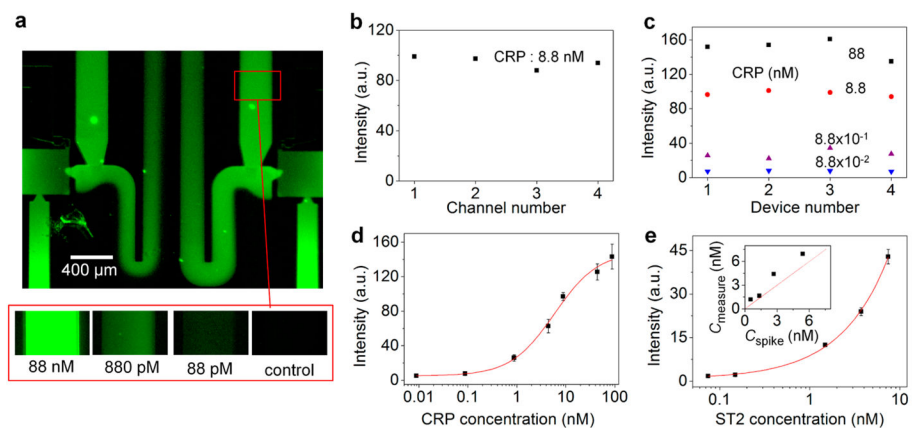 a
400 µm
88 nM
880 pM
88 pM
control
b
Intensity (a.u.)
120
80
40
0
CRP : 8.8 nM
1 2 3 4
Channel number
c
Intensity (a.u.)
160
120
80
40
0
CRP (nM)
88
8.8
8.8x10⁻¹
8.8x10⁻²
1 2 3 4
Device number
d
Intensity (a.u.)
160
120
80
40
0
0.01 0.1 1 10 100
CRP concentration (nM)
e
Intensity (a.u.)
45
30
15
0
Cmeasure (nM)
6
3
0
0 3 6
Cspike (nM)
0.1 1 10
ST2 concentration (nM)